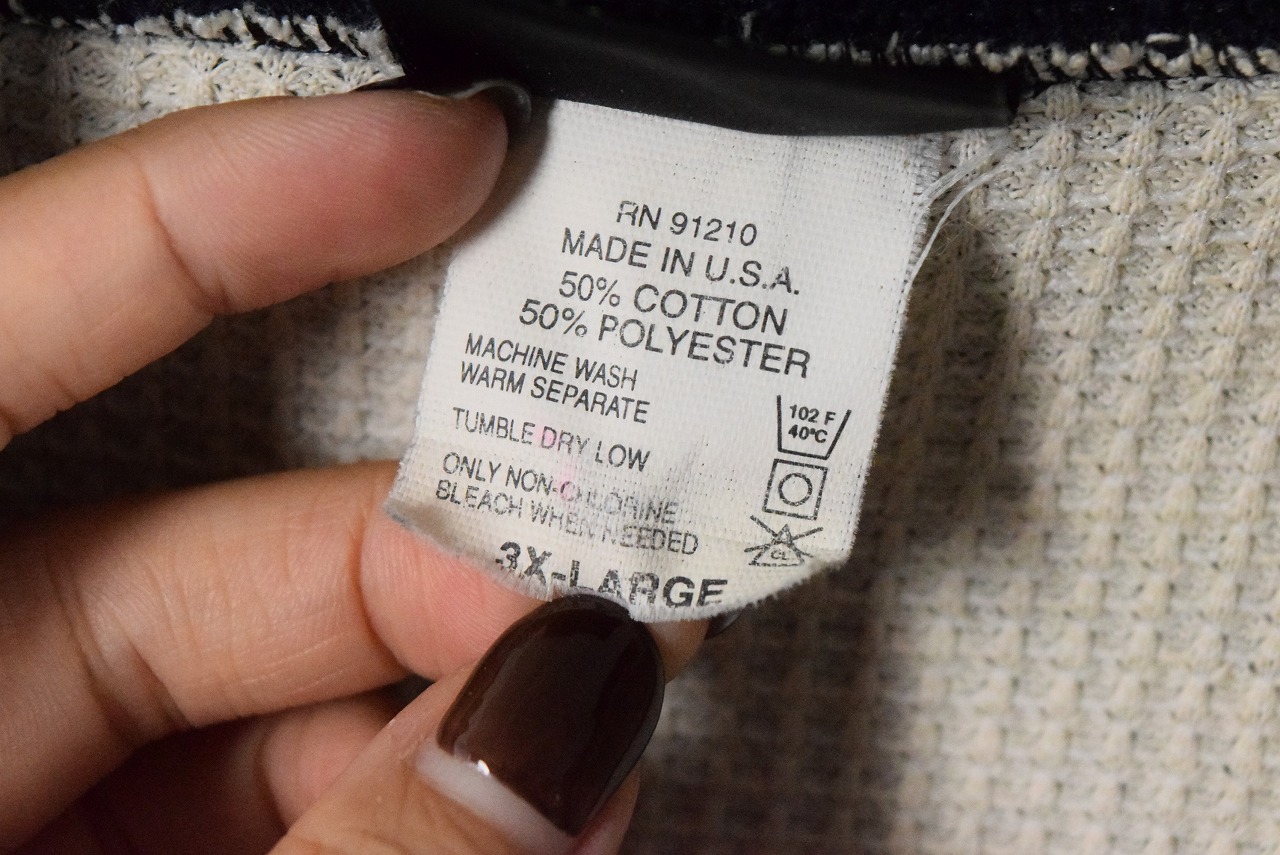 RN 91210
MADE IN U.S.A.
50% COTTON
50% POLYESTER
MACHINE WASH
WARM SEPARATE
TUMBLE DRY LOW
ONLY NON-CHLORINE
BLEACH WHEN NEEDED
102 F
40°C
CL
3X-LARGE